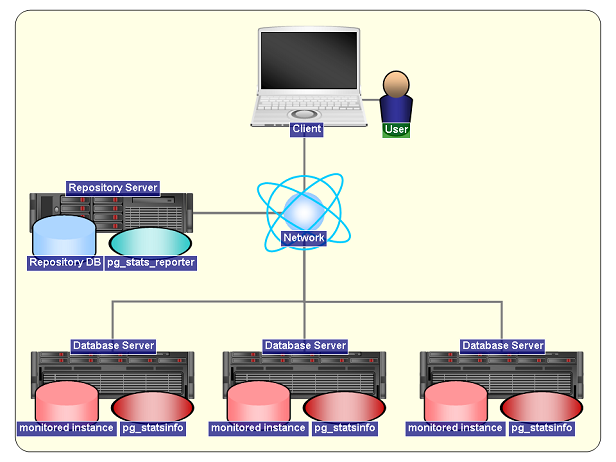 Client
User
Repository Server
Network
Repository DB
pg_stats_reporter
Database Server
Database Server
Database Server
monitored instance
pg_statsinfo
monitored instance
pg_statsinfo
monitored instance
pg_statsinfo